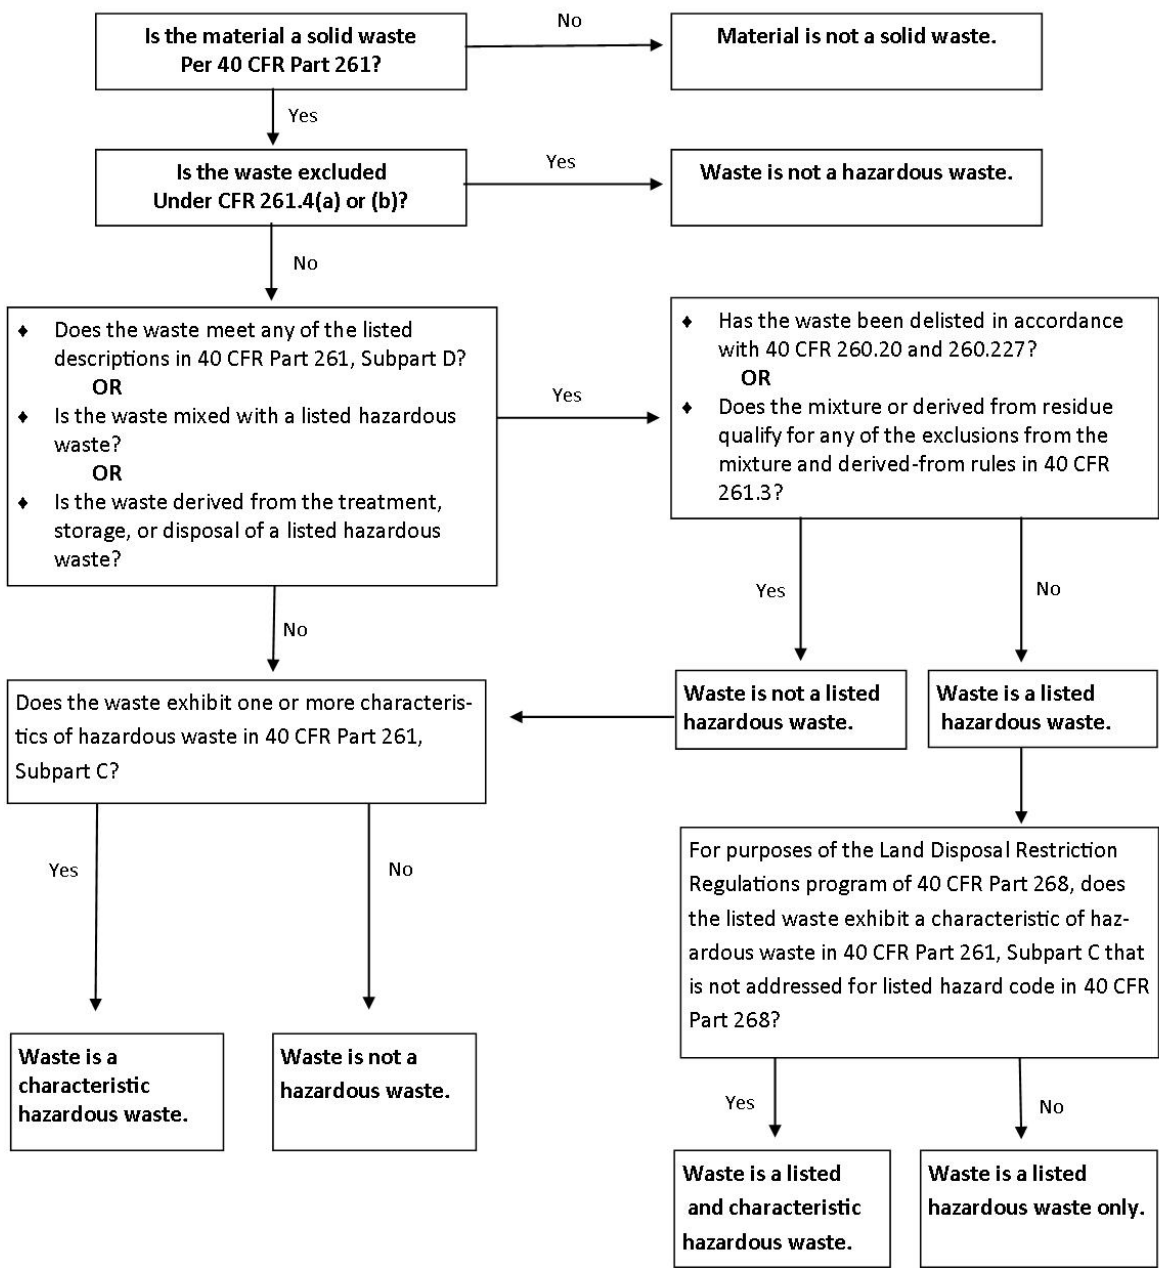 Is the material a solid waste
Per 40 CFR Part 261?
No
Material is not a solid waste.
Yes
Is the waste excluded
Under CFR 261.4(a) or (b)?
Yes
Waste is not a hazardous waste.
No
♦ Does the waste meet any of the listed
descriptions in 40 CFR Part 261, Subpart D?
OR
♦ Is the waste mixed with a listed hazardous
waste?
OR
♦ Is the waste derived from the treatment,
storage, or disposal of a listed hazardous
waste?
Yes
♦ Has the waste been delisted in accordance
with 40 CFR 260.20 and 260.227?
OR
♦ Does the mixture or derived from residue
qualify for any of the exclusions from the
mixture and derived-from rules in 40 CFR
261.3?
No
Yes
No
Does the waste exhibit one or more characteris-
tics of hazardous waste in 40 CFR Part 261,
Subpart C?
Waste is not a listed
hazardous waste.
Waste is a listed
hazardous waste.
Yes
No
For purposes of the Land Disposal Restriction
Regulations program of 40 CFR Part 268, does
the listed waste exhibit a characteristic of haz-
ardous waste in 40 CFR Part 261, Subpart C that
is not addressed for listed hazard code in 40 CFR
Part 268?
Waste is a
characteristic
hazardous waste.
Waste is not a
hazardous waste.
Yes
No
Waste is a listed
and characteristic
hazardous waste.
Waste is a listed
hazardous waste only.